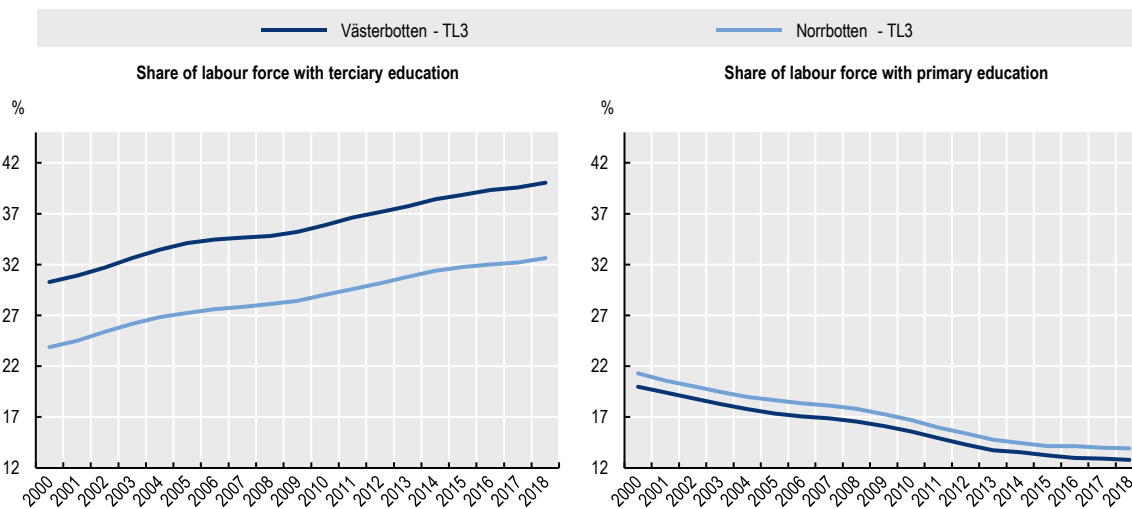 Västerbotten - TL3
Norrbotten - TL3
Share of labour force with terciary education
Share of labour force with primary education
%
42
37
32
27
22
17
12
2000 2001 2002 2003 2004 2005 2006 2007 2008 2009 2010 2011 2012 2013 2014 2015 2016 2017 2018
%
42
37
32
27
22
17
12
2000 2001 2002 2003 2004 2005 2006 2007 2008 2009 2010 2011 2012 2013 2014 2015 2016 2017 2018